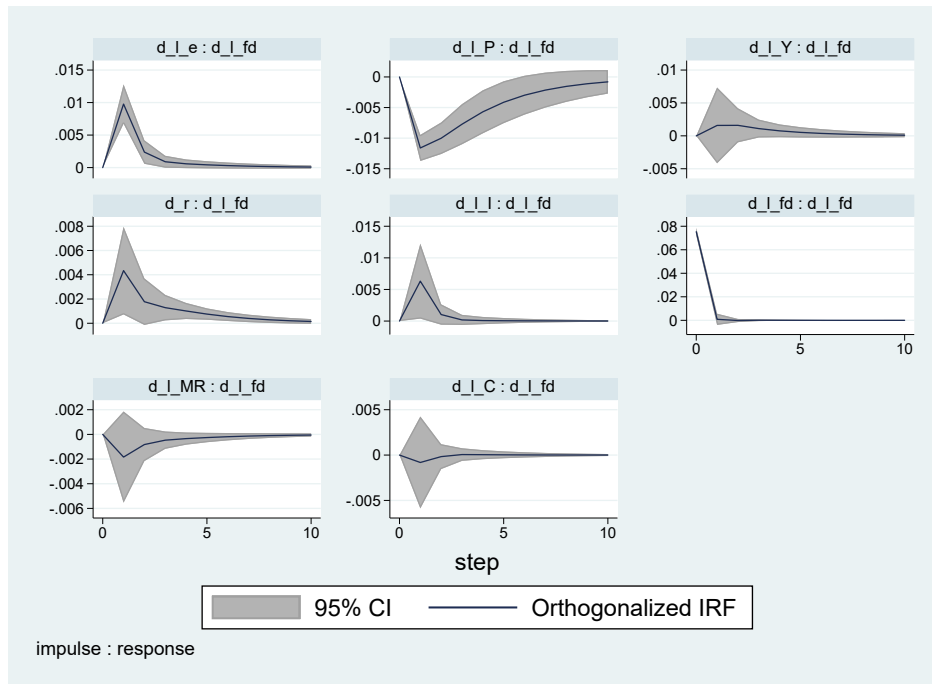 d_l_e : d_l_fd
d_l_P : d_l_fd
d_l_Y : d_l_fd
.015
.01
.005
0
0
-.005
-.01
-.015
.01
.005
0
-.005
d_r : d_l_fd
d_l_I : d_l_fd
d_l_fd : d_l_fd
.008
.006
.004
.002
0
.015
.01
.005
0
.08
.06
.04
.02
0
0 5 10
d_l_MR : d_l_fd
d_l_C : d_l_fd
.002
0
-.002
-.004
-.006
.005
0
-.005
0 5 10
0 5 10
step
95% CI Orthogonalized IRF
impulse : response